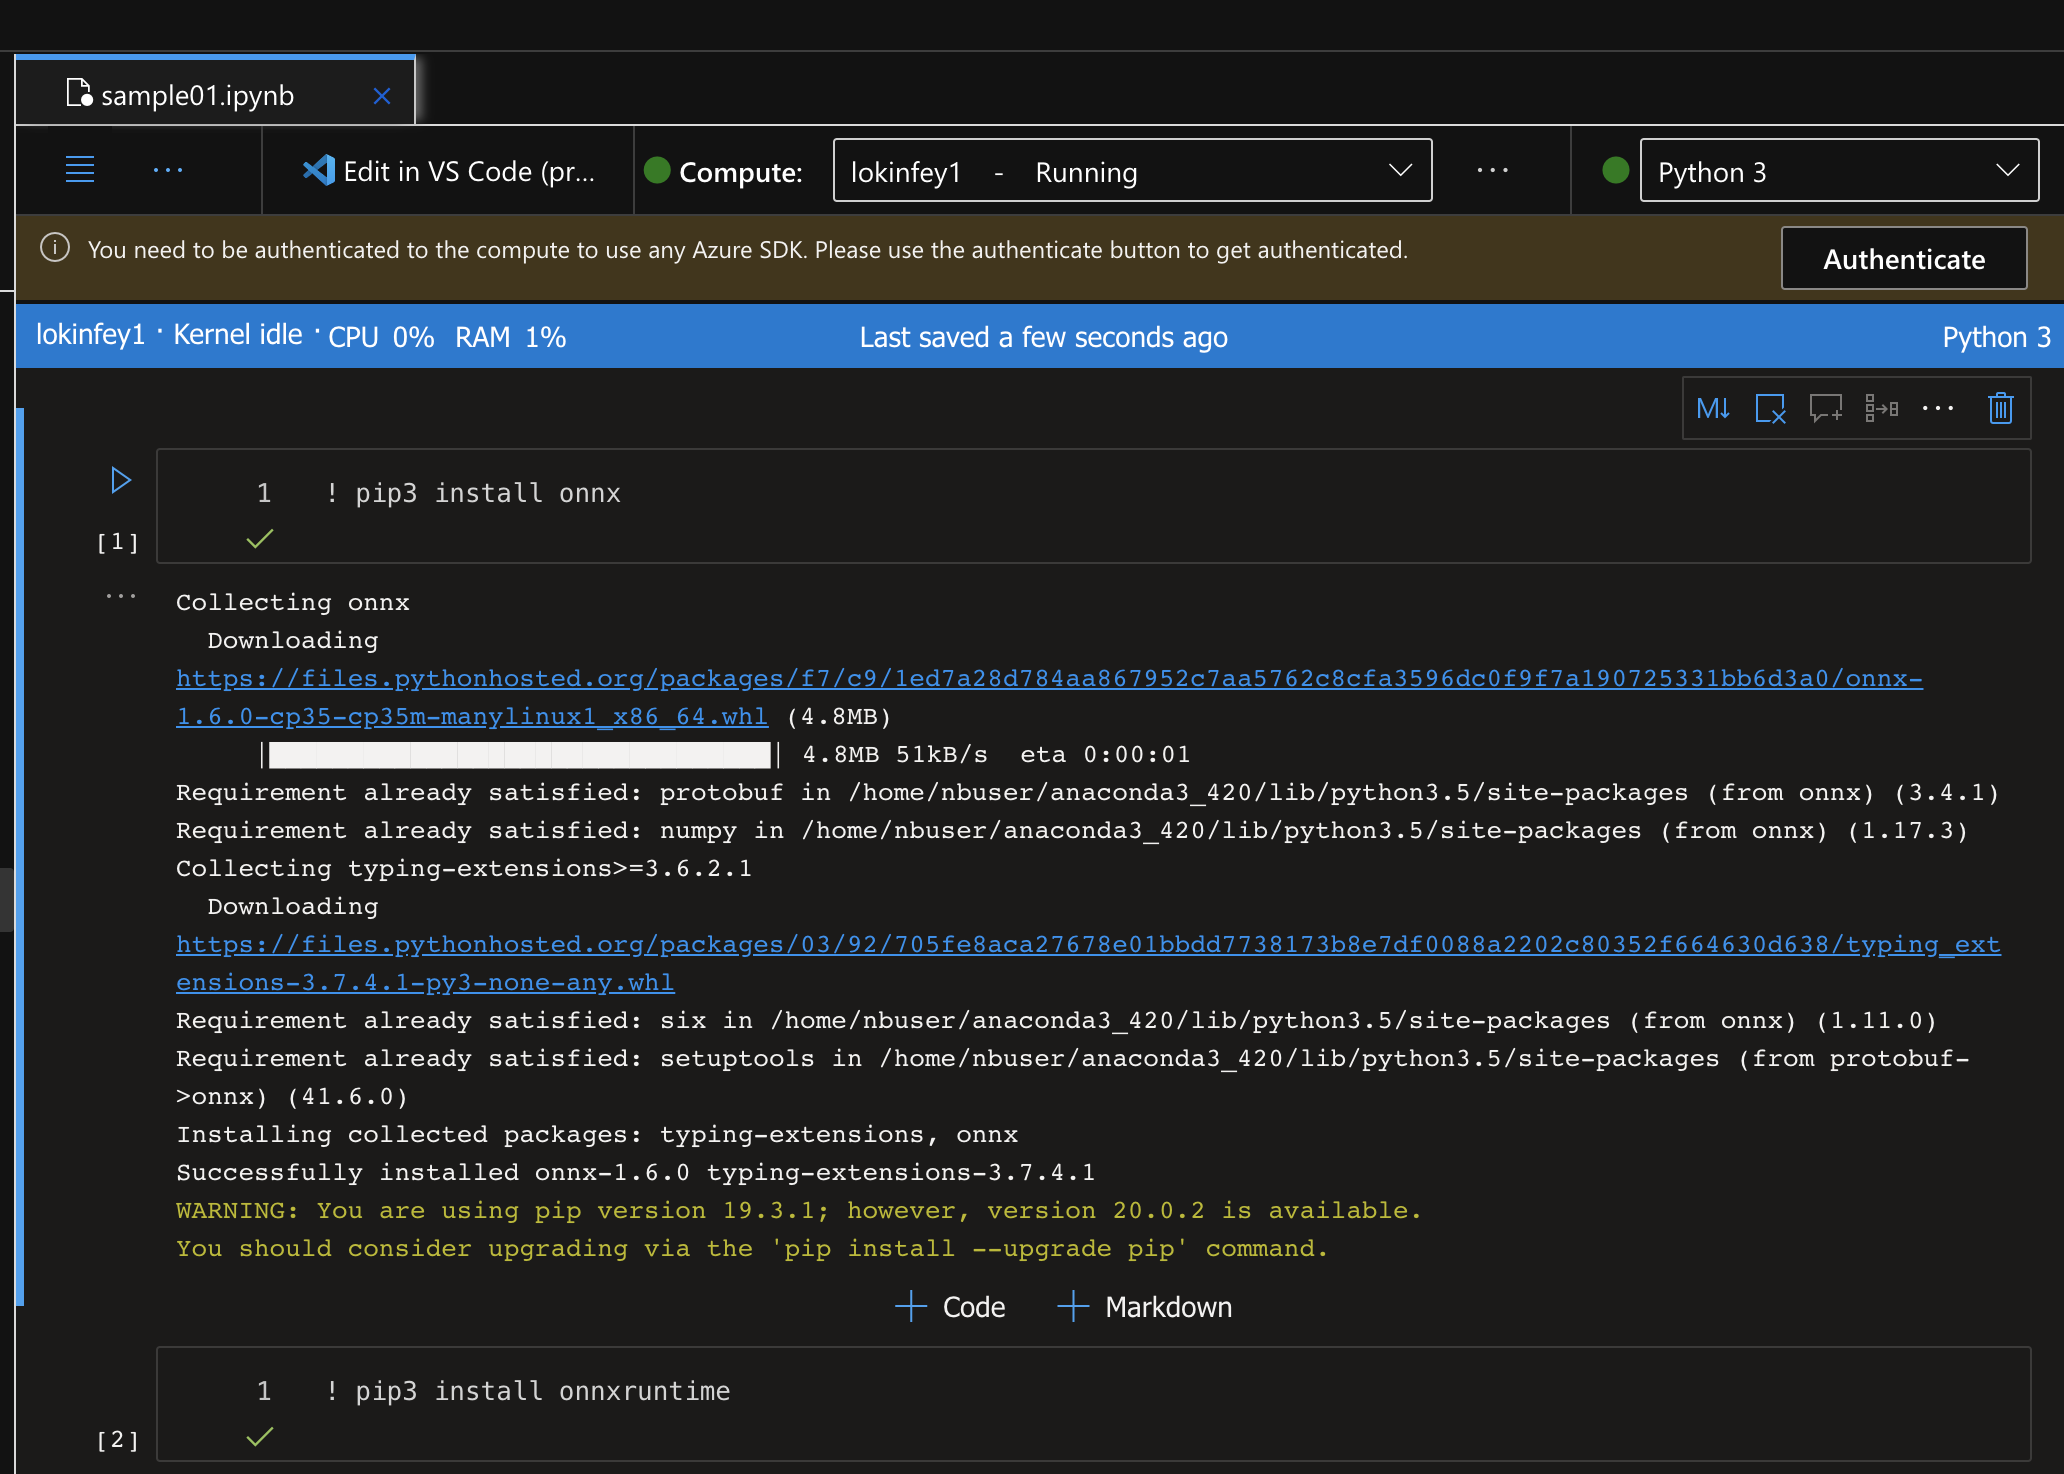 sample01.ipynb
Edit in VS Code (pr...
Compute:
lokinfey1 - Running
Python 3
You need to be authenticated to the compute to use any Azure SDK. Please use the authenticate button to get authenticated.
Authenticate
lokinfey1 · Kernel idle · CPU 0% RAM 1%
Last saved a few seconds ago
Python 3
M↓
1 ! pip3 install onnx
[1]
Collecting onnx
Downloading
https://files.pythonhosted.org/packages/f7/c9/1ed7a28d784aa867952c7aa5762c8cfa3596dc0f9f7a190725331bb6d3a0/onnx-
1.6.0-cp35-cp35m-manylinux1_x86_64.whl (4.8MB)
4.8MB 51kB/s eta 0:00:01
Requirement already satisfied: protobuf in /home/nbuser/anaconda3_420/lib/python3.5/site-packages (from onnx) (3.4.1)
Requirement already satisfied: numpy in /home/nbuser/anaconda3_420/lib/python3.5/site-packages (from onnx) (1.17.3)
Collecting typing-extensions>=3.6.2.1
Downloading
https://files.pythonhosted.org/packages/03/92/705fe8aca27678e01bbdd7738173b8e7df0088a2202c80352f664630d638/typing_ext
ensions-3.7.4.1-py3-none-any.whl
Requirement already satisfied: six in /home/nbuser/anaconda3_420/lib/python3.5/site-packages (from onnx) (1.11.0)
Requirement already satisfied: setuptools in /home/nbuser/anaconda3_420/lib/python3.5/site-packages (from protobuf-
>onnx) (41.6.0)
Installing collected packages: typing-extensions, onnx
Successfully installed onnx-1.6.0 typing-extensions-3.7.4.1
WARNING: You are using pip version 19.3.1; however, version 20.0.2 is available.
You should consider upgrading via the 'pip install --upgrade pip' command.
+ Code + Markdown
1 ! pip3 install onnxruntime
[2]